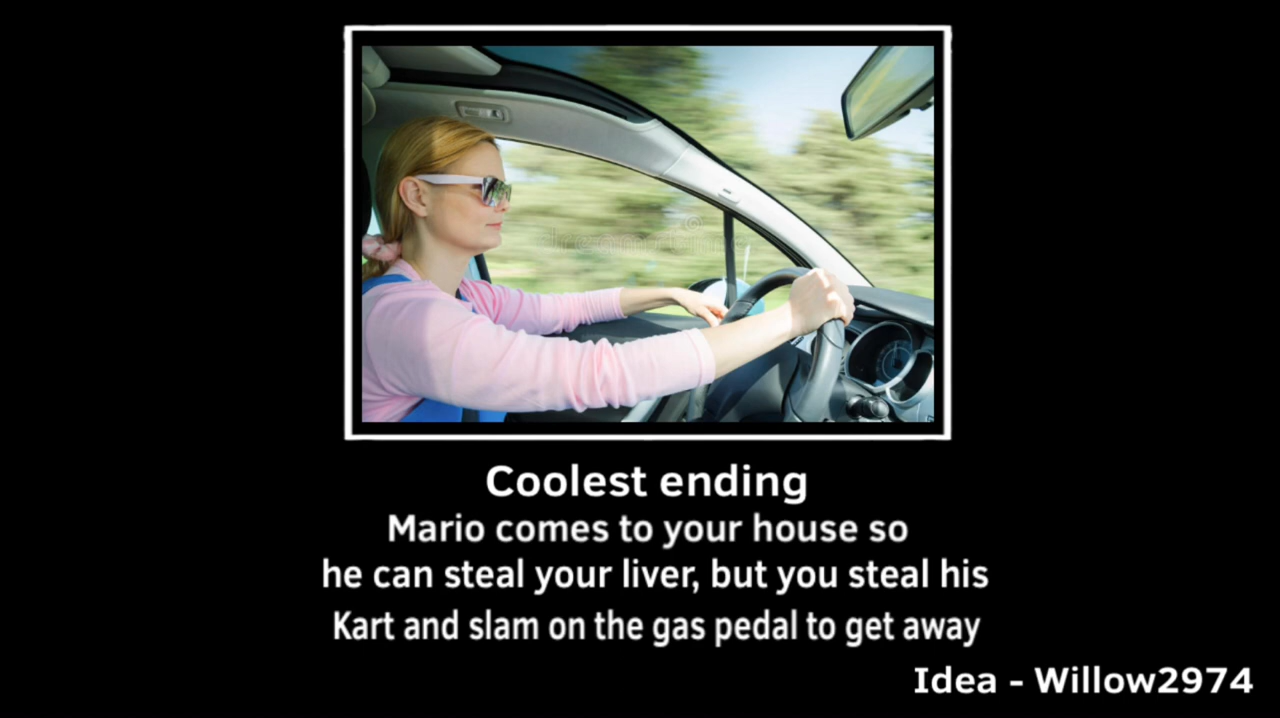 dreamstime
Coolest ending
Mario comes to your house so
he can steal your liver, but you steal his
Kart and slam on the gas pedal to get away
Idea - Willow2974